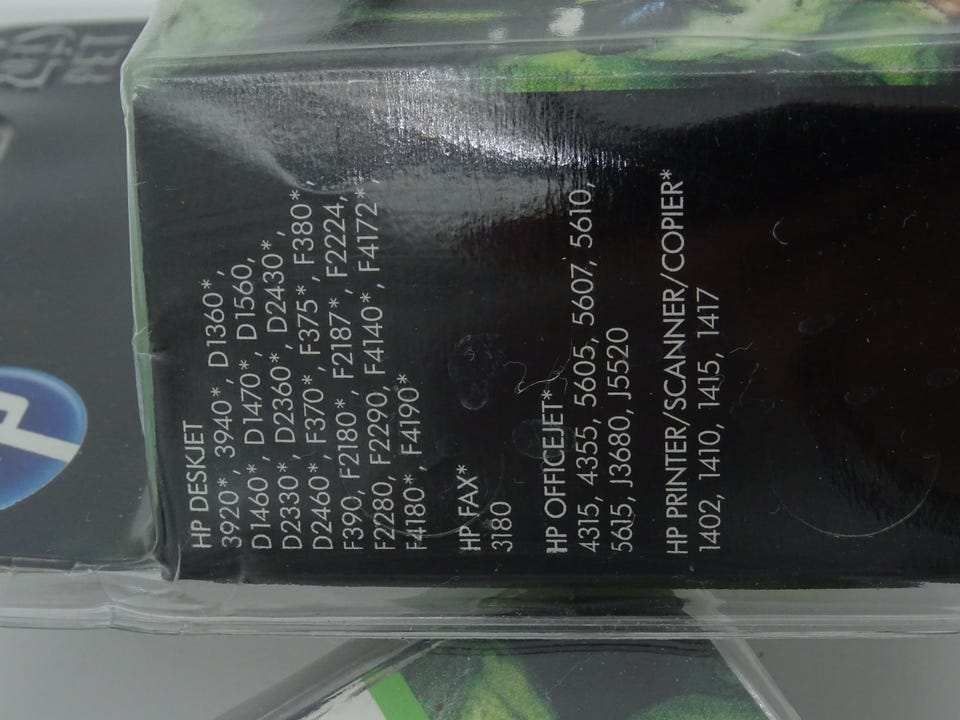 HP DESKJET
3920*, 3940*, D1360*,
D1460*, D1470*, D1560,
D2330*, D2360*, D2430*,
D2460*, F370*, F375*, F380*
F390, F2180*, F2187*, F2224,
F2280, F2290, F4140*, F4172*,
F4180*, F4190*
HP FAX*
3180
HP OFFICEJET*
4315, 4355, 5605, 5607, 5610,
5615, J3680, J5520
HP PRINTER/SCANNER/COPIER*
1402, 1410, 1415, 1417